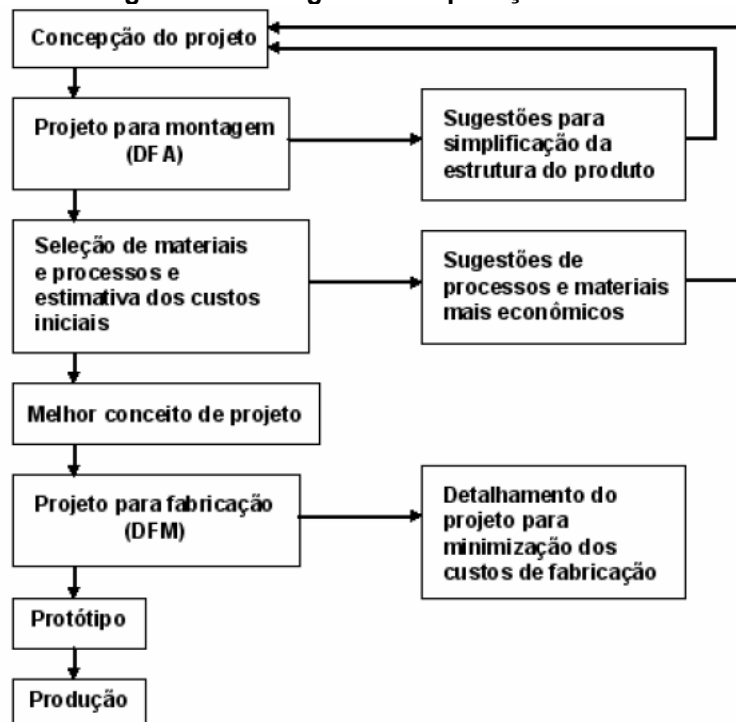 Concepção do projeto
Projeto para montagem
(DFA)
Sugestões para
simplificação da
estrutura do produto
Seleção de materiais
e processos e
estimativa dos custos
iniciais
Sugestões de
processos e materiais
mais econômicos
Melhor conceito de projeto
Projeto para fabricação
(DFM)
Detalhamento do
projeto para
minimização dos
custos de fabricação
Protótipo
Produção